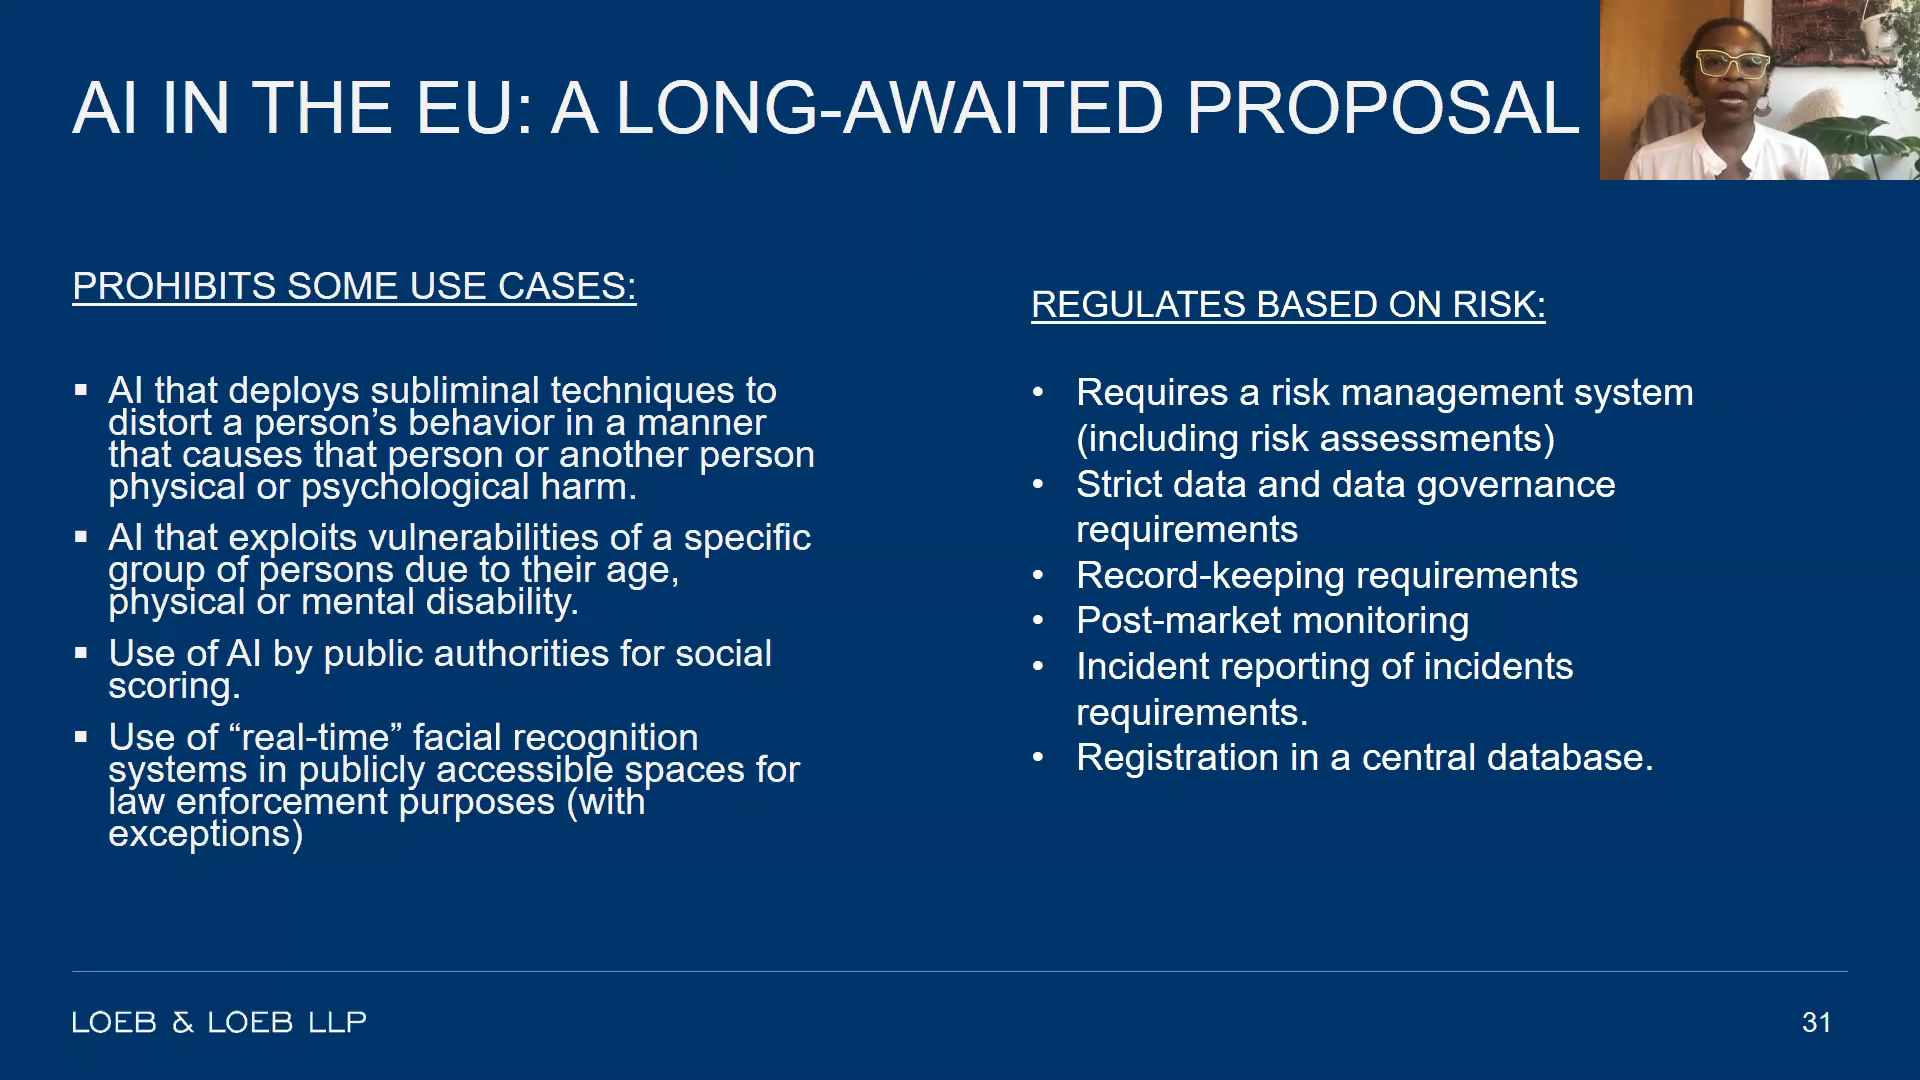 AI IN THE EU: A LONG-AWAITED PROPOSAL
PROHIBITS SOME USE CASES:
▪ AI that deploys subliminal techniques to
distort a person’s behavior in a manner
that causes that person or another person
physical or psychological harm.
▪ AI that exploits vulnerabilities of a specific
group of persons due to their age,
physical or mental disability.
▪ Use of AI by public authorities for social
scoring.
▪ Use of “real-time” facial recognition
systems in publicly accessible spaces for
law enforcement purposes (with
exceptions)
REGULATES BASED ON RISK:
• Requires a risk management system
(including risk assessments)
• Strict data and data governance
requirements
• Record-keeping requirements
• Post-market monitoring
• Incident reporting of incidents
requirements.
• Registration in a central database.
LOEB & LOEB LLP
31